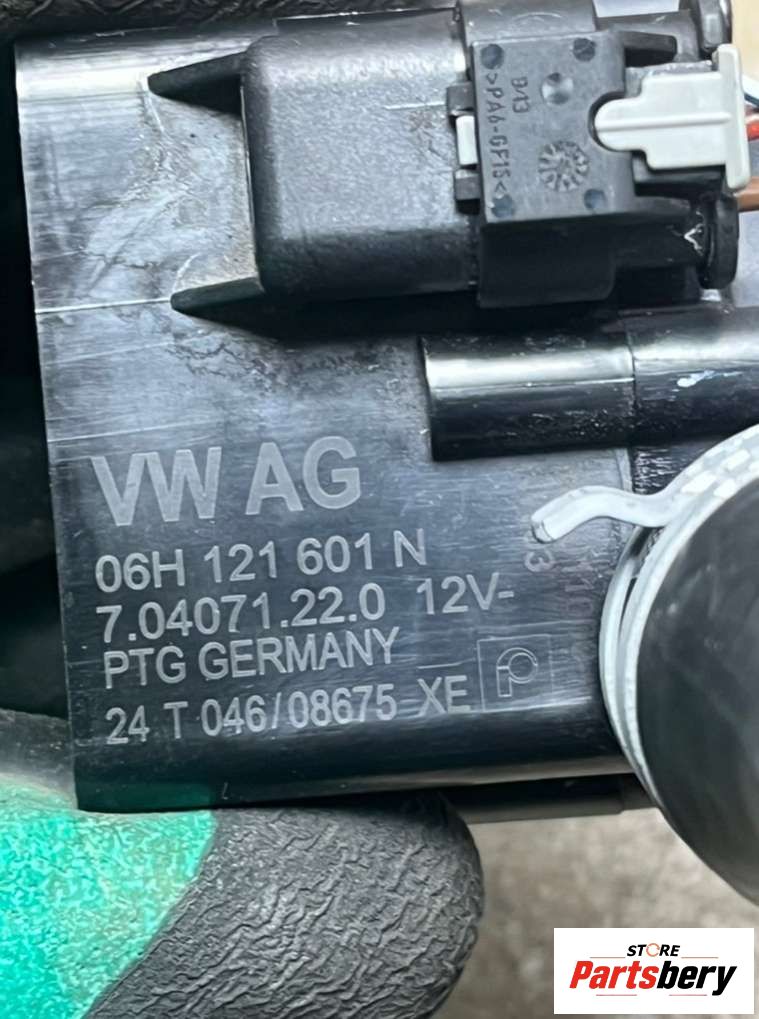 B/13
>PA6-GF15<
VW AG
06H 121 601 N
7.04071.22.0 12V-
PTG GERMANY
24 T 046/08675 XE
STORE
Partsbery